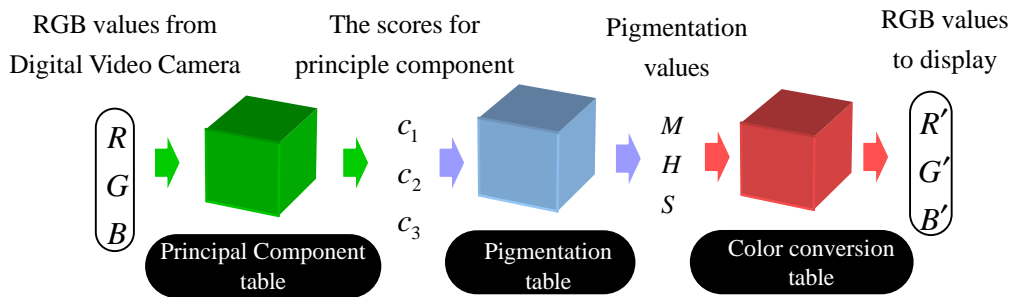 RGB values from
Digital Video Camera
The scores for
principle component
Pigmentation
values
RGB values
to display
R
G
B
c1
c2
c3
M
H
S
R′
G′
B′
Principal Component
table
Pigmentation
table
Color conversion
table